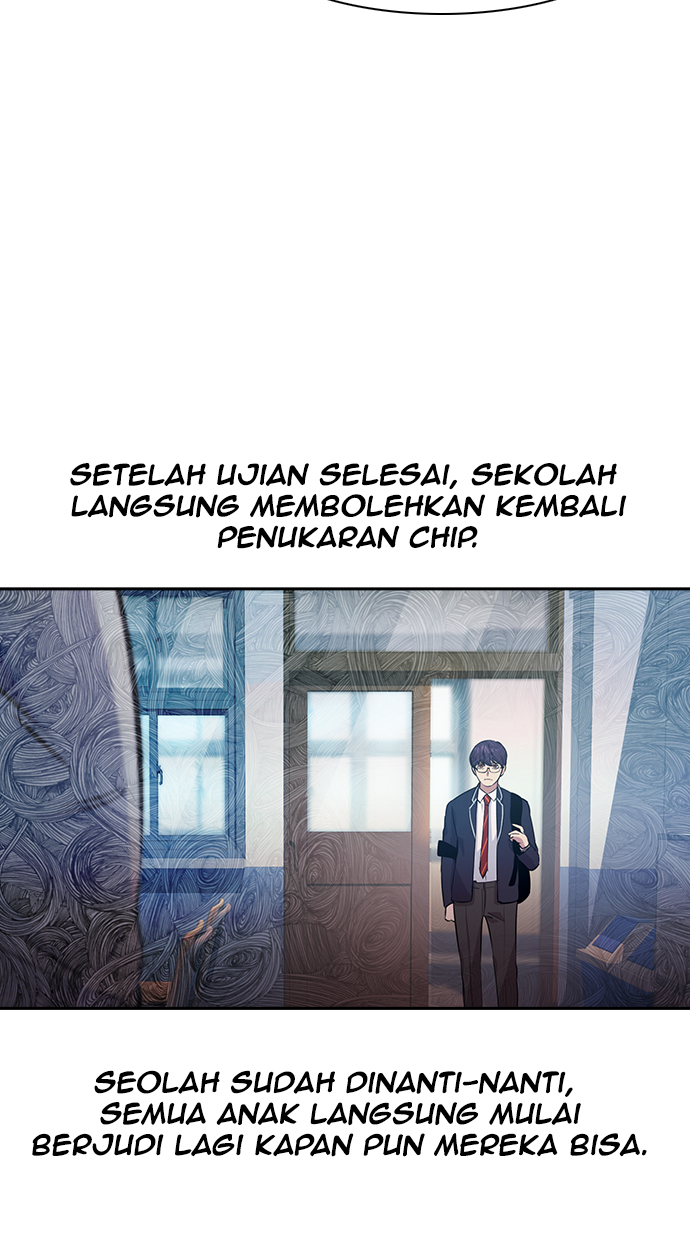 SETELAH UJIAN SELESAI, SEKOLAH
LANGSUNG MEMBOLEHKAN KEMBALI
PENUKARAN CHIP.
SEOLAH SUDAH DINANTI-NANTI,
SEMUA ANAK LANGSUNG MULAI
BERJUDI LAGI KAPAN PUN MEREKA BISA.